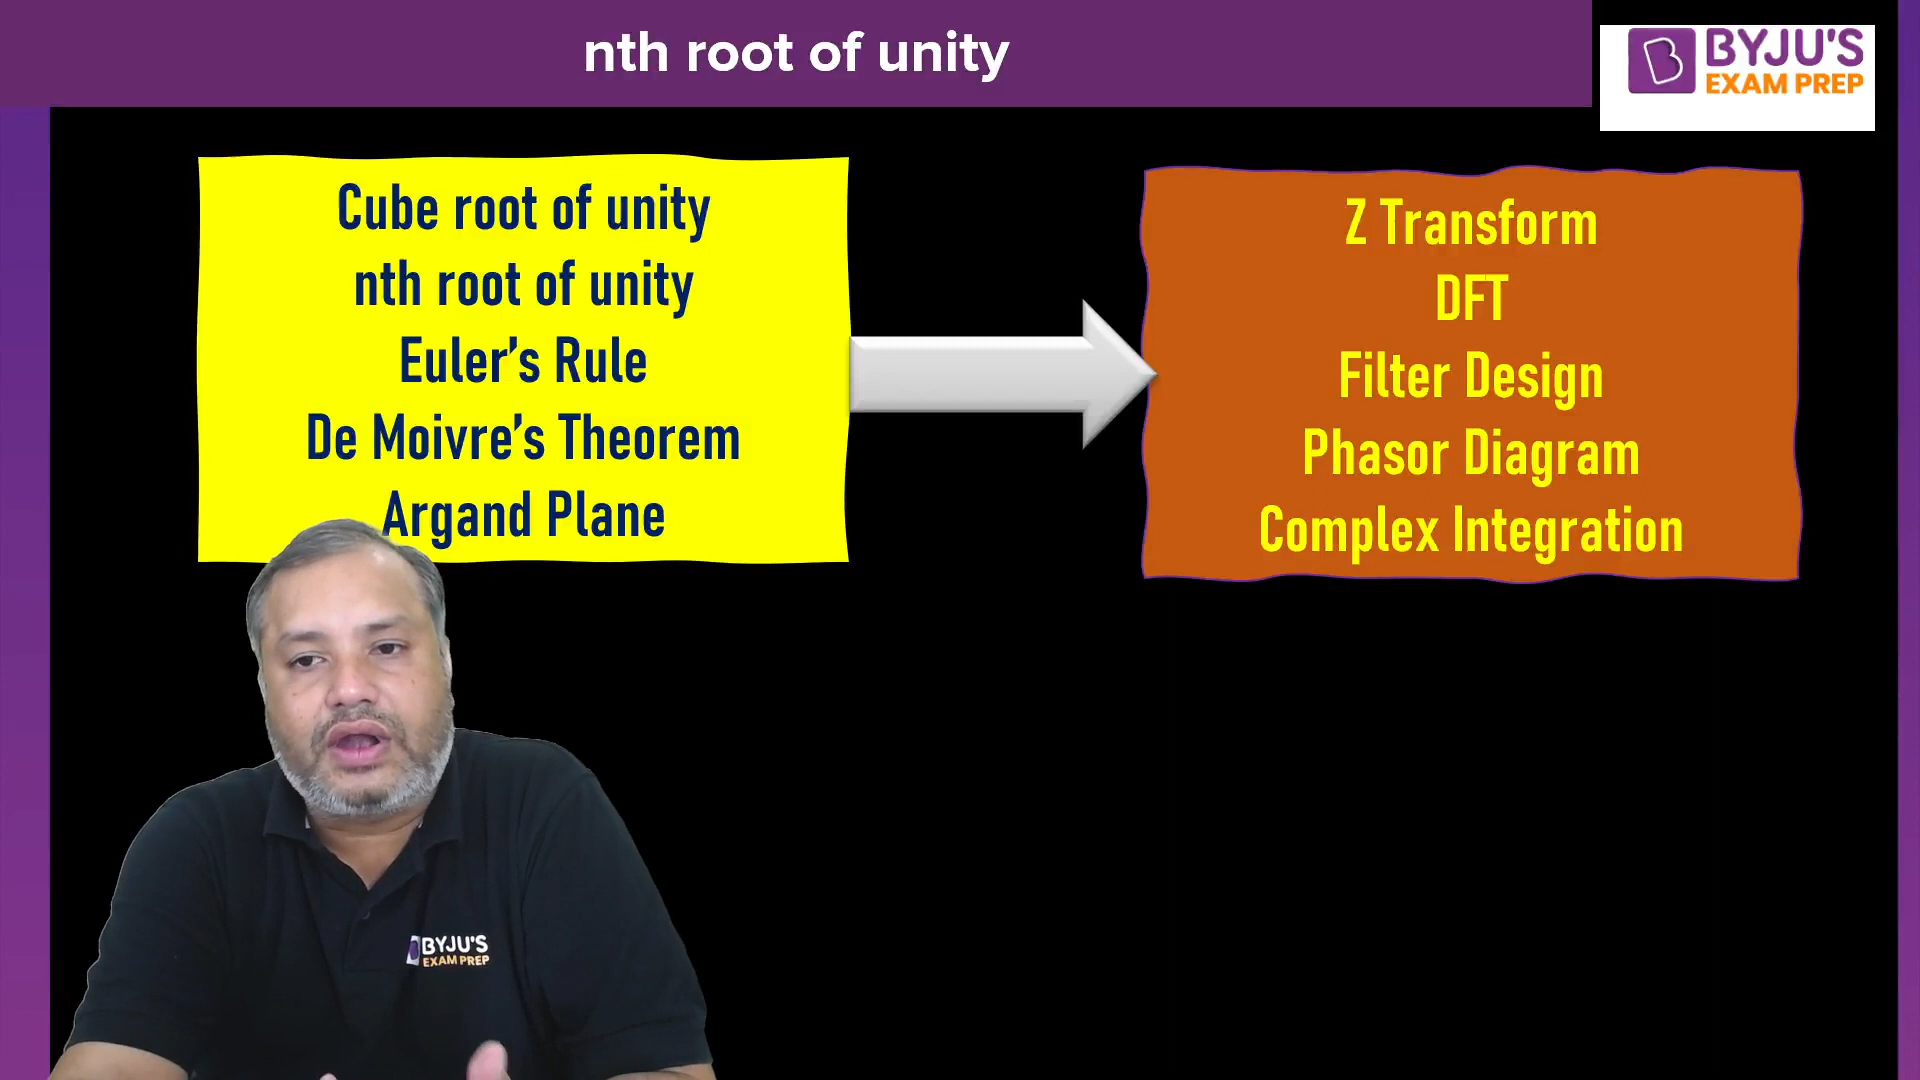 nth root of unity
BYJU'S
EXAM PREP
Cube root of unity
nth root of unity
Euler’s Rule
De Moivre’s Theorem
Argand Plane
Z Transform
DFT
Filter Design
Phasor Diagram
Complex Integration
BYJU'S
EXAM PREP